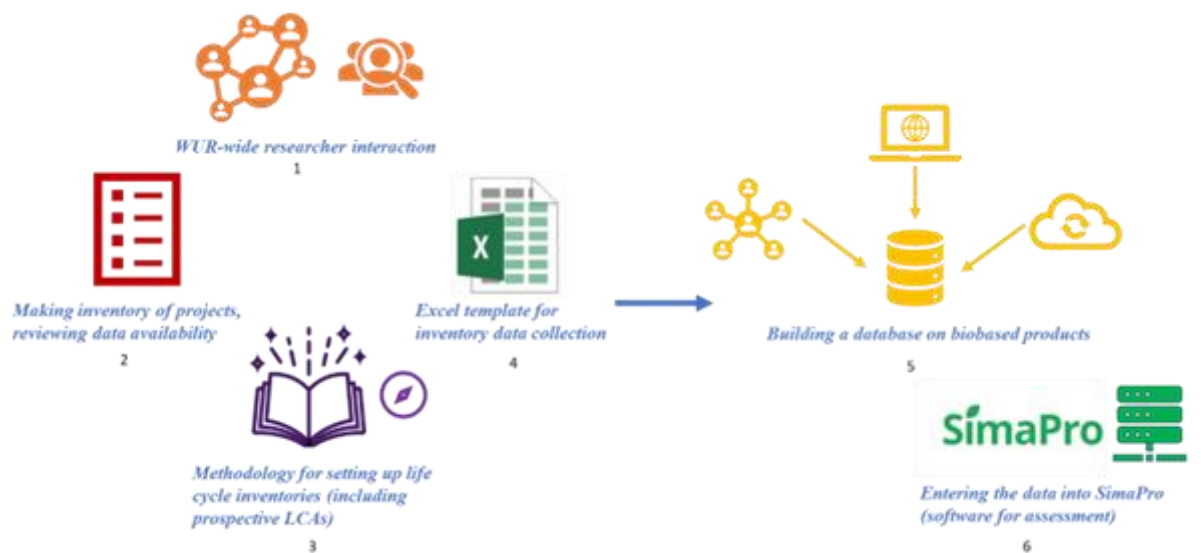 WUR-wide researcher interaction
1
Making inventory of projects,
reviewing data availability
2
Methodology for setting up life
cycle inventories (including
prospective LCAs)
3
X
Excel template for
inventory data collection
4
Building a database on biobased products
5
SimaPro
Entering the data into SimaPro
(software for assessment)
6